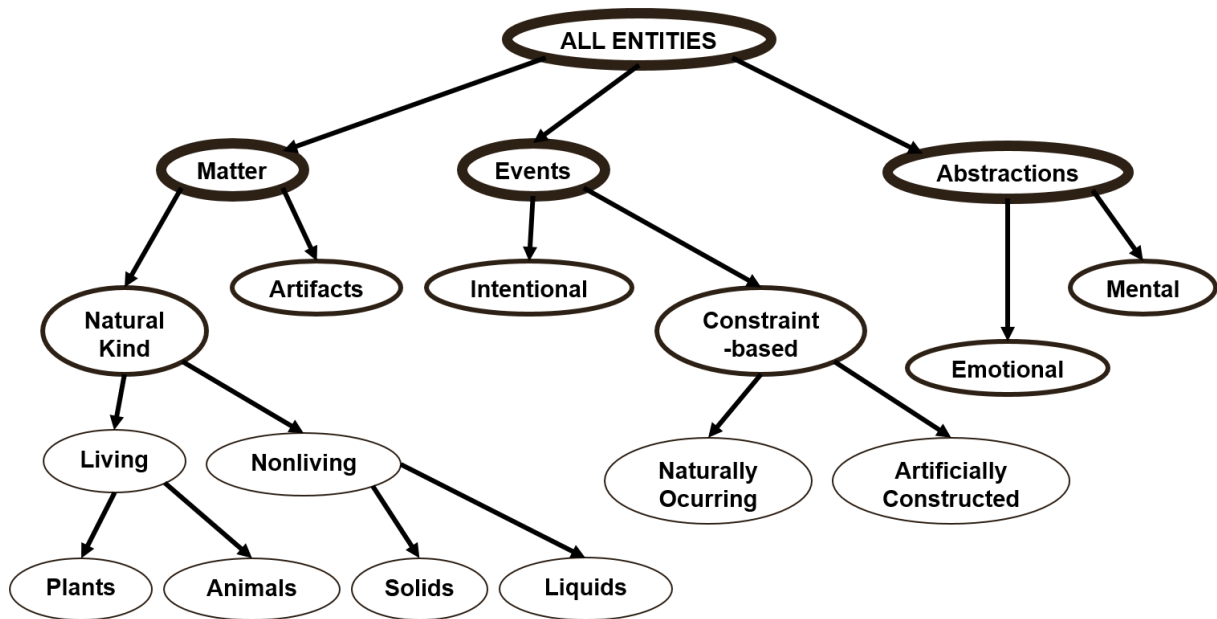 ALL ENTITIES
Matter
Events
Abstractions
Artifacts
Intentional
Mental
Natural
Kind
Constraint
-based
Emotional
Living
Nonliving
Naturally
Ocurring
Artificially
Constructed
Plants
Animals
Solids
Liquids